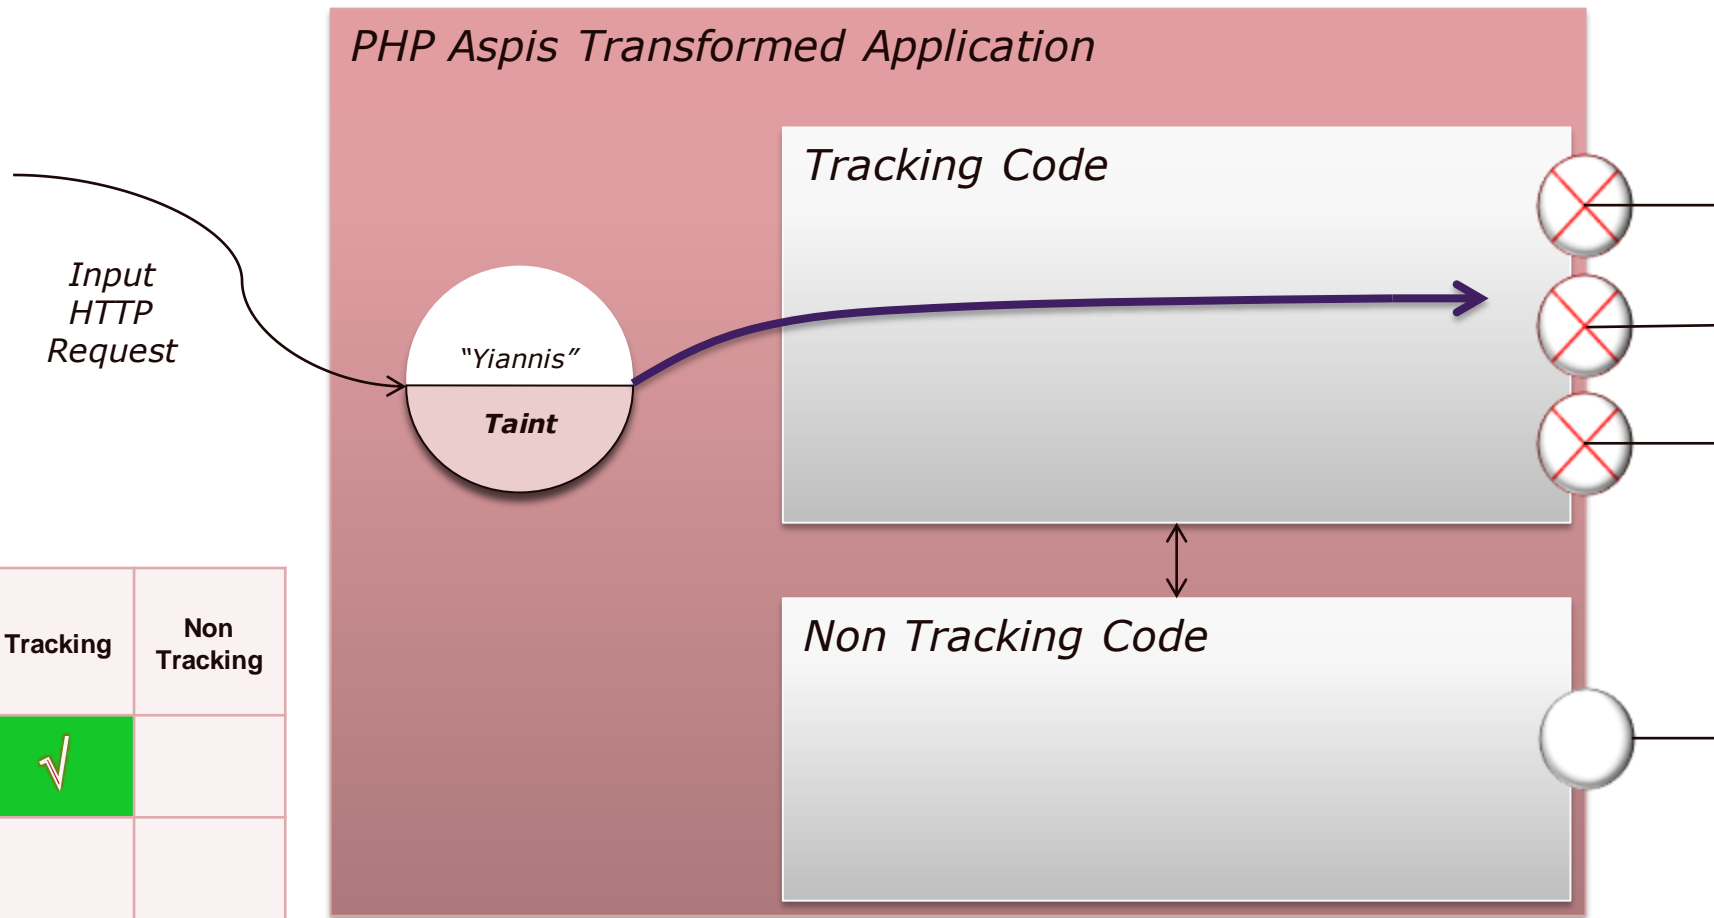 PHP Aspis Transformed Application
Tracking Code
Input
HTTP
Request
“Yiannis”
Taint
Non Tracking Code
Tracking
Non
Tracking
√